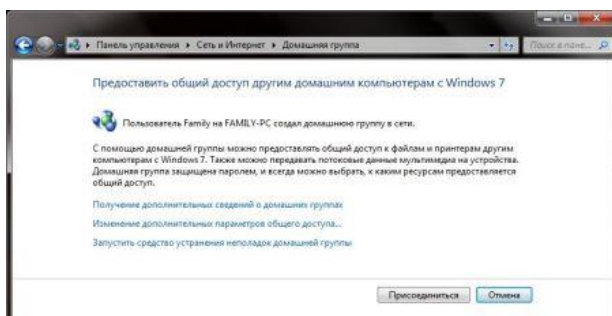 Панель управления ▸ Сеть и Интернет ▸ Домашняя группа
Поиск в пане...
Предоставить общий доступ другим домашним компьютерам с Windows 7
Пользователь Family на FAMILY-PC создал домашнюю группу в сети.
С помощью домашней группы можно предоставлять общий доступ к файлам и принтерам другим
компьютерам с Windows 7. Также можно передавать потоковые данные мультимедиа на устройства.
Домашняя группа защищена паролем, и всегда можно выбрать, к каким ресурсам предоставляется
общий доступ.
Получение дополнительных сведений о домашних группах
Изменение дополнительных параметров общего доступа...
Запустить средство устранения неполадок домашней группы
Присоединиться
Отмена